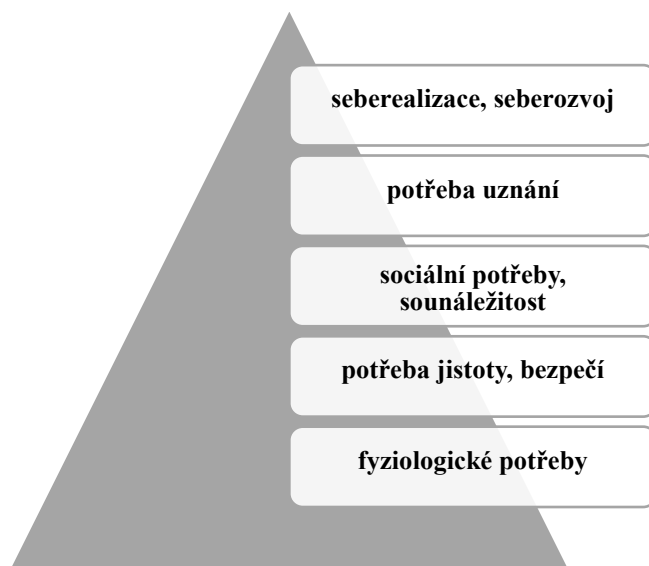 seberealizace, seberozvoj
potřeba uznání
sociální potřeby,
sounáležitost
potřeba jistoty, bezpečí
fyziologické potřeby